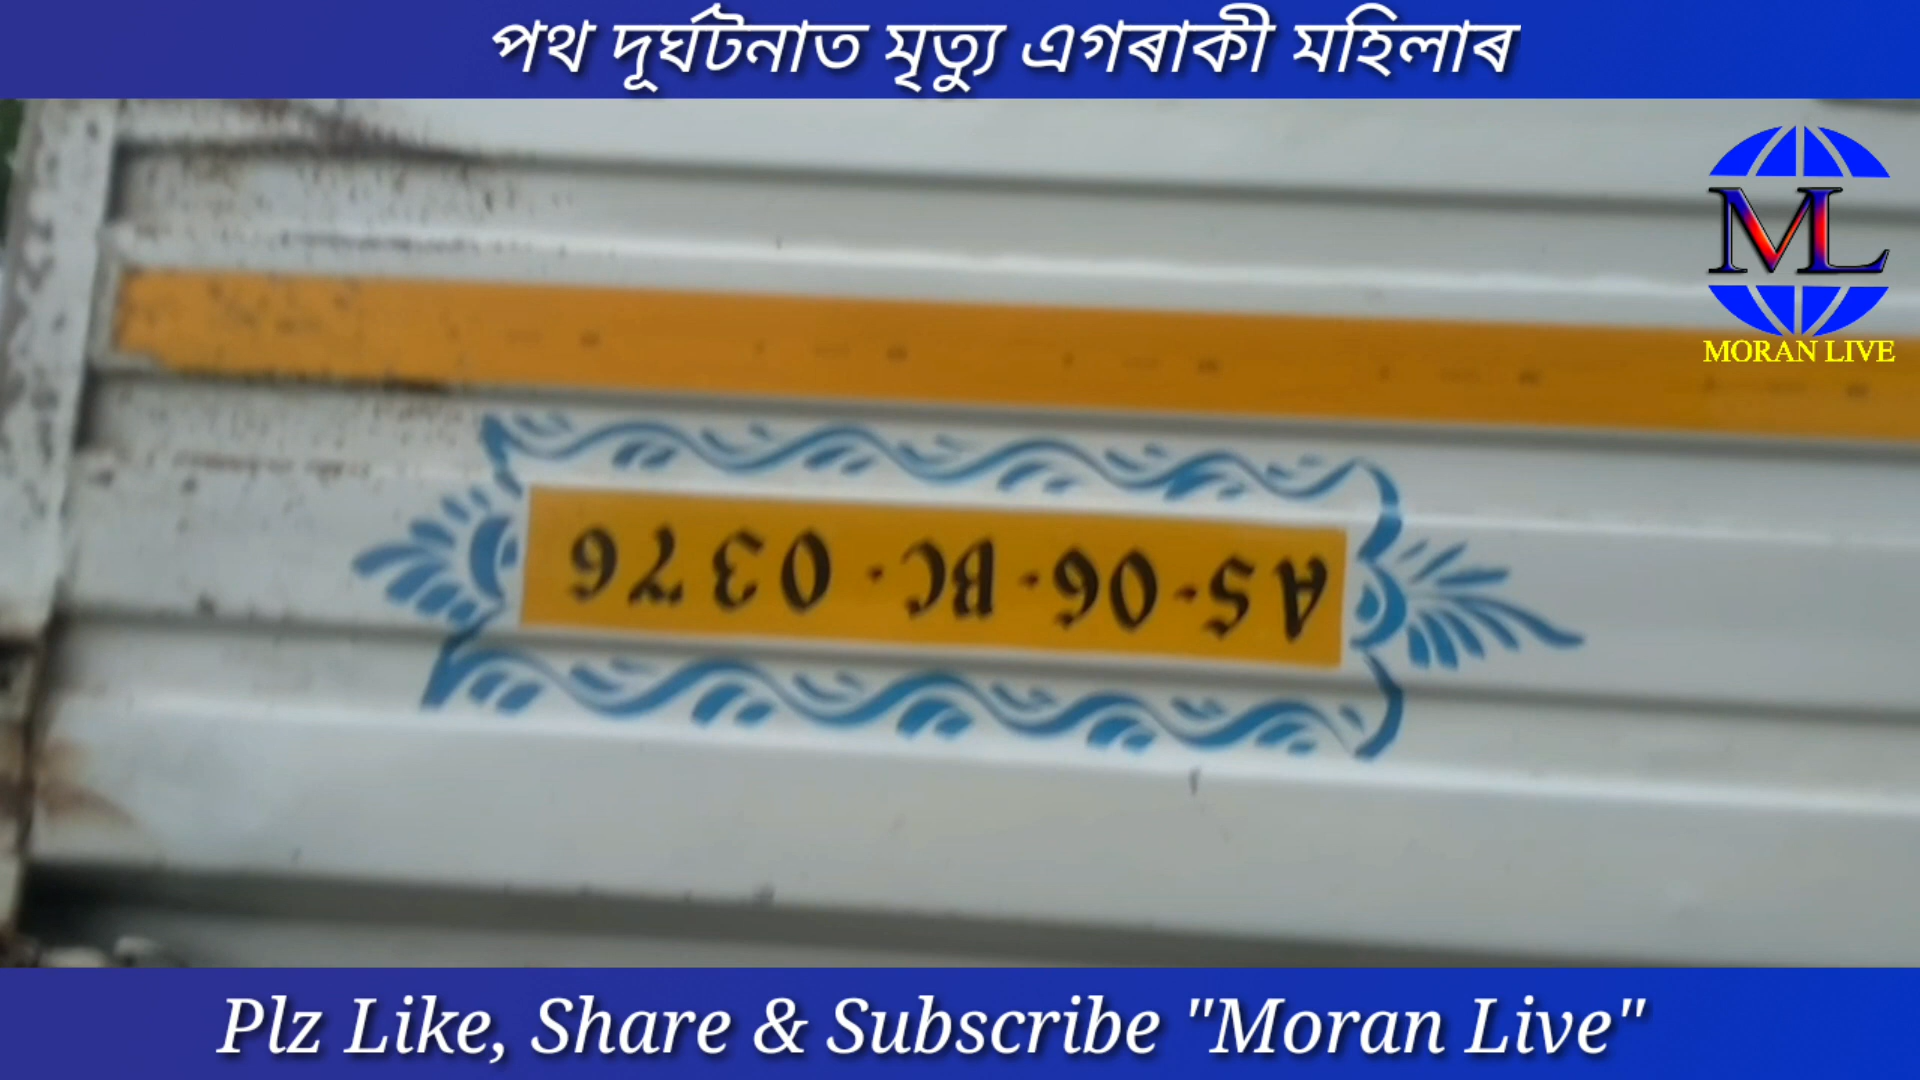 পথ দূৰ্ঘটনাত মৃত্যু এগৰাকী মহিলাৰ
ML
MORAN LIVE
AS-06-BC-0376
Plz Like, Share & Subscribe "Moran Live"